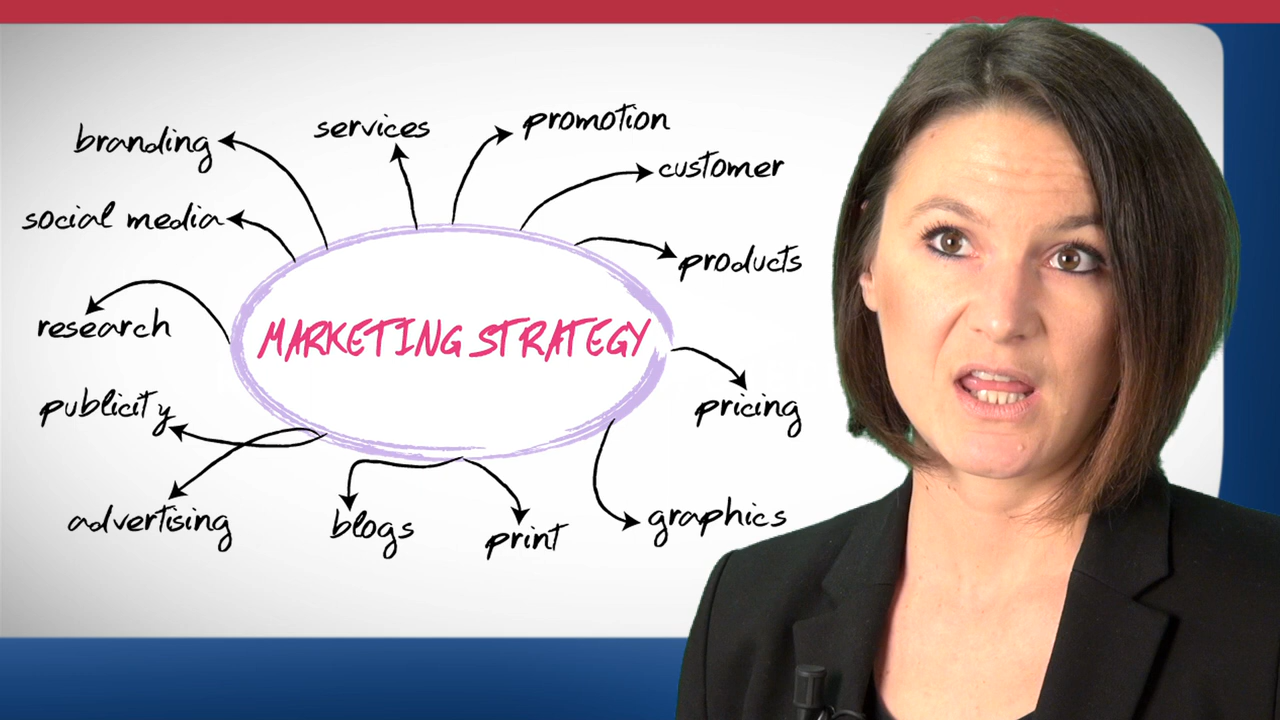 branding
services
promotion
customer
social media
products
research
MARKETING STRATEGY
publicity
pricing
advertising
blogs
print
graphics